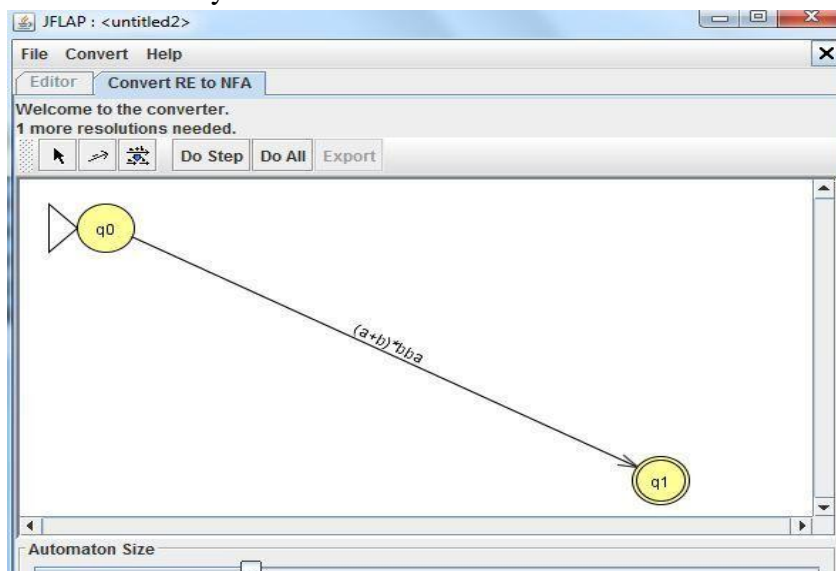 JFLAP : <untitled2>
File Convert Help
Editor Convert RE to NFA
Welcome to the converter.
1 more resolutions needed.
Do Step Do All Export
q0
(a+b)*bba
q1
Automaton Size